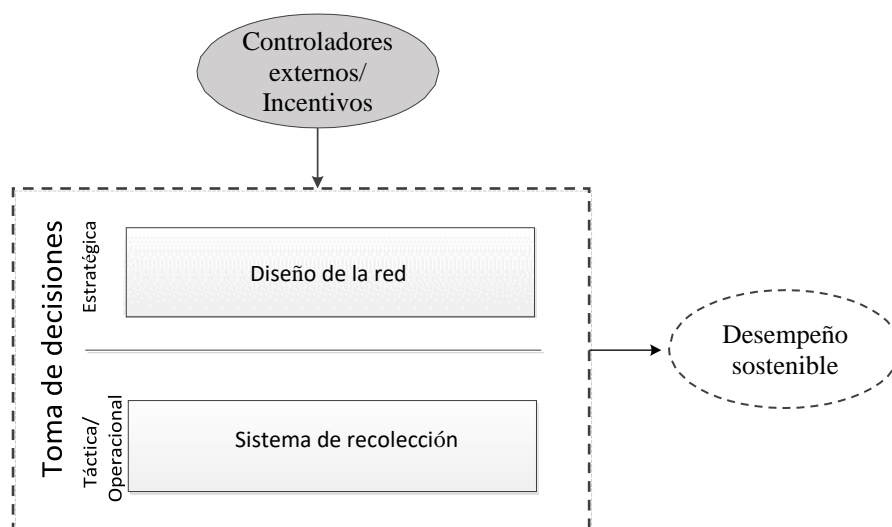 Controladores
externos/
Incentivos
Toma de decisiones
Estratégica
Diseño de la red
Táctica/
Operacional
Sistema de recolección
Desempeño
sostenible